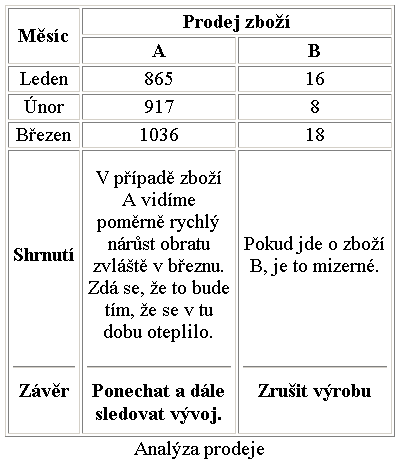 Měsíc
Prodej zboží
A
B
Leden
865
16
Únor
917
8
Březen
1036
18
Shrnutí
V případě zboží
A vidíme
poměrně rychlý
nárůst obratu
zvláště v březnu.
Zdá se, že to bude
tím, že se v tu
dobu oteplilo.
Pokud jde o zboží
B, je to mizerné.
Závěr
Ponechat a dále
sledovat vývoj.
Zrušit výrobu
Analýza prodeje